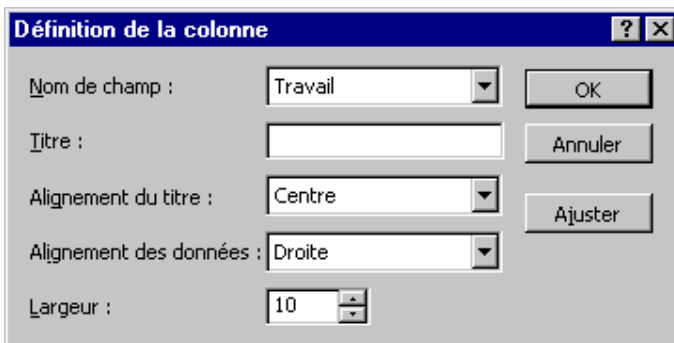 Définition de la colonne ? ×
Nom de champ : Travail OK
Titre : Annuler
Alignement du titre : Centre Ajuster
Alignement des données : Droite
Largeur : 10